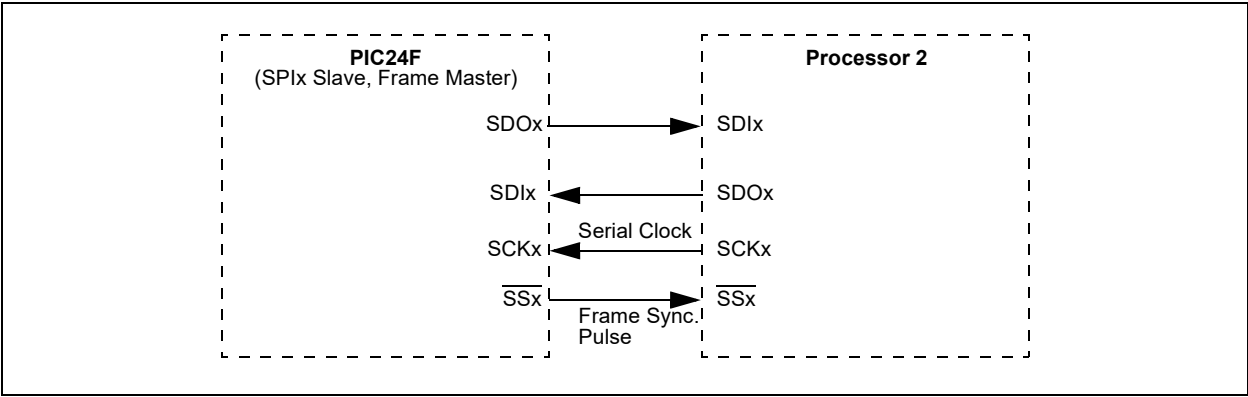 PIC24F
(SPIx Slave, Frame Master)
Processor 2
SDOx
SDIx
SDIx
SDOx
Serial Clock
SCKx
SCKx
SSx
SSx
Frame Sync.
Pulse